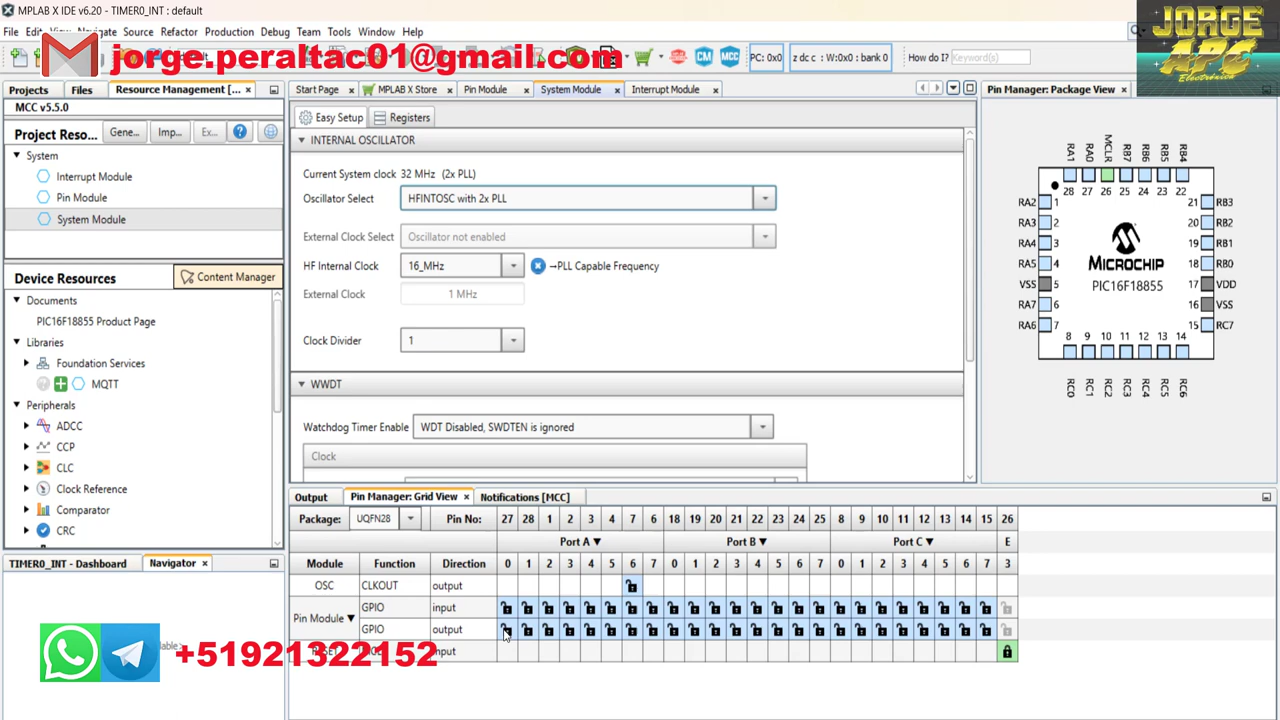 MPLAB X IDE v6.20 - TIMER0_INT : default
File Edit View Navigate Source Refactor Production Debug Team Tools Window Help
jorge.peraltac01@gmail.com
PC: 0x0
z dc c : W:0x0 : bank 0
How do I?
Keyword(s)
JORGE
APC
Electrónica
Projects
Files
Resource Management [...
MCC v5.5.0
Project Reso...
Gene...
Imp...
Ex...
System
Interrupt Module
Pin Module
System Module
Device Resources
Content Manager
Documents
PIC16F18855 Product Page
Libraries
Foundation Services
MQTT
Peripherals
ADCC
CCP
CLC
Clock Reference
Comparator
CRC
TIMER0_INT - Dashboard
Navigator
+51921322152
Start Page
MPLAB X Store
Pin Module
System Module
Interrupt Module
Easy Setup
Registers
INTERNAL OSCILLATOR
Current System clock 32 MHz (2x PLL)
Oscillator Select HFINTOSC with 2x PLL
External Clock Select Oscillator not enabled
HF Internal Clock 16_MHz →PLL Capable Frequency
External Clock 1 MHz
Clock Divider 1
WWDT
Watchdog Timer Enable WDT Disabled, SWDTEN is ignored
Clock
Pin Manager: Package View
RA1 RA0 MCLR RB7 RB6 RB5 RB4
28 27 26 25 24 23 22
RA2 1 21 RB3
RA3 2 20 RB2
RA4 3 19 RB1
RA5 4 18 RB0
VSS 5 17 VDD
RA7 6 16 VSS
RA6 7 15 RC7
MICROCHIP
PIC16F18855
8 9 10 11 12 13 14
RC0 RC1 RC2 RC3 RC4 RC5 RC6
Output
Pin Manager: Grid View
Notifications [MCC]
Package: UQFN28 Pin No: 27 28 1 2 3 4 7 6 18 19 20 21 22 23 24 25 8 9 10 11 12 13 14 15 26
Port A ▼ Port B ▼ Port C ▼ E
Module Function Direction 0 1 2 3 4 5 6 7 0 1 2 3 4 5 6 7 0 1 2 3 4 5 6 7 3
OSC CLKOUT output
Pin Module ▼
GPIO input
GPIO output